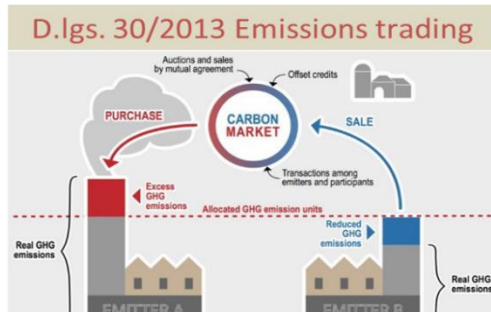 D.lgs. 30/2013 Emissions trading
Auctions and sales
by mutual agreement
Offset credits
PURCHASE
CARBON
MARKET
SALE
Transactions among
emitters and participants
Excess
GHG
emissions
Allocated GHG emission units
Reduced
GHG
emissions
Real GHG
emissions
Real GHG
emissions
EMITTER A
EMITTER B